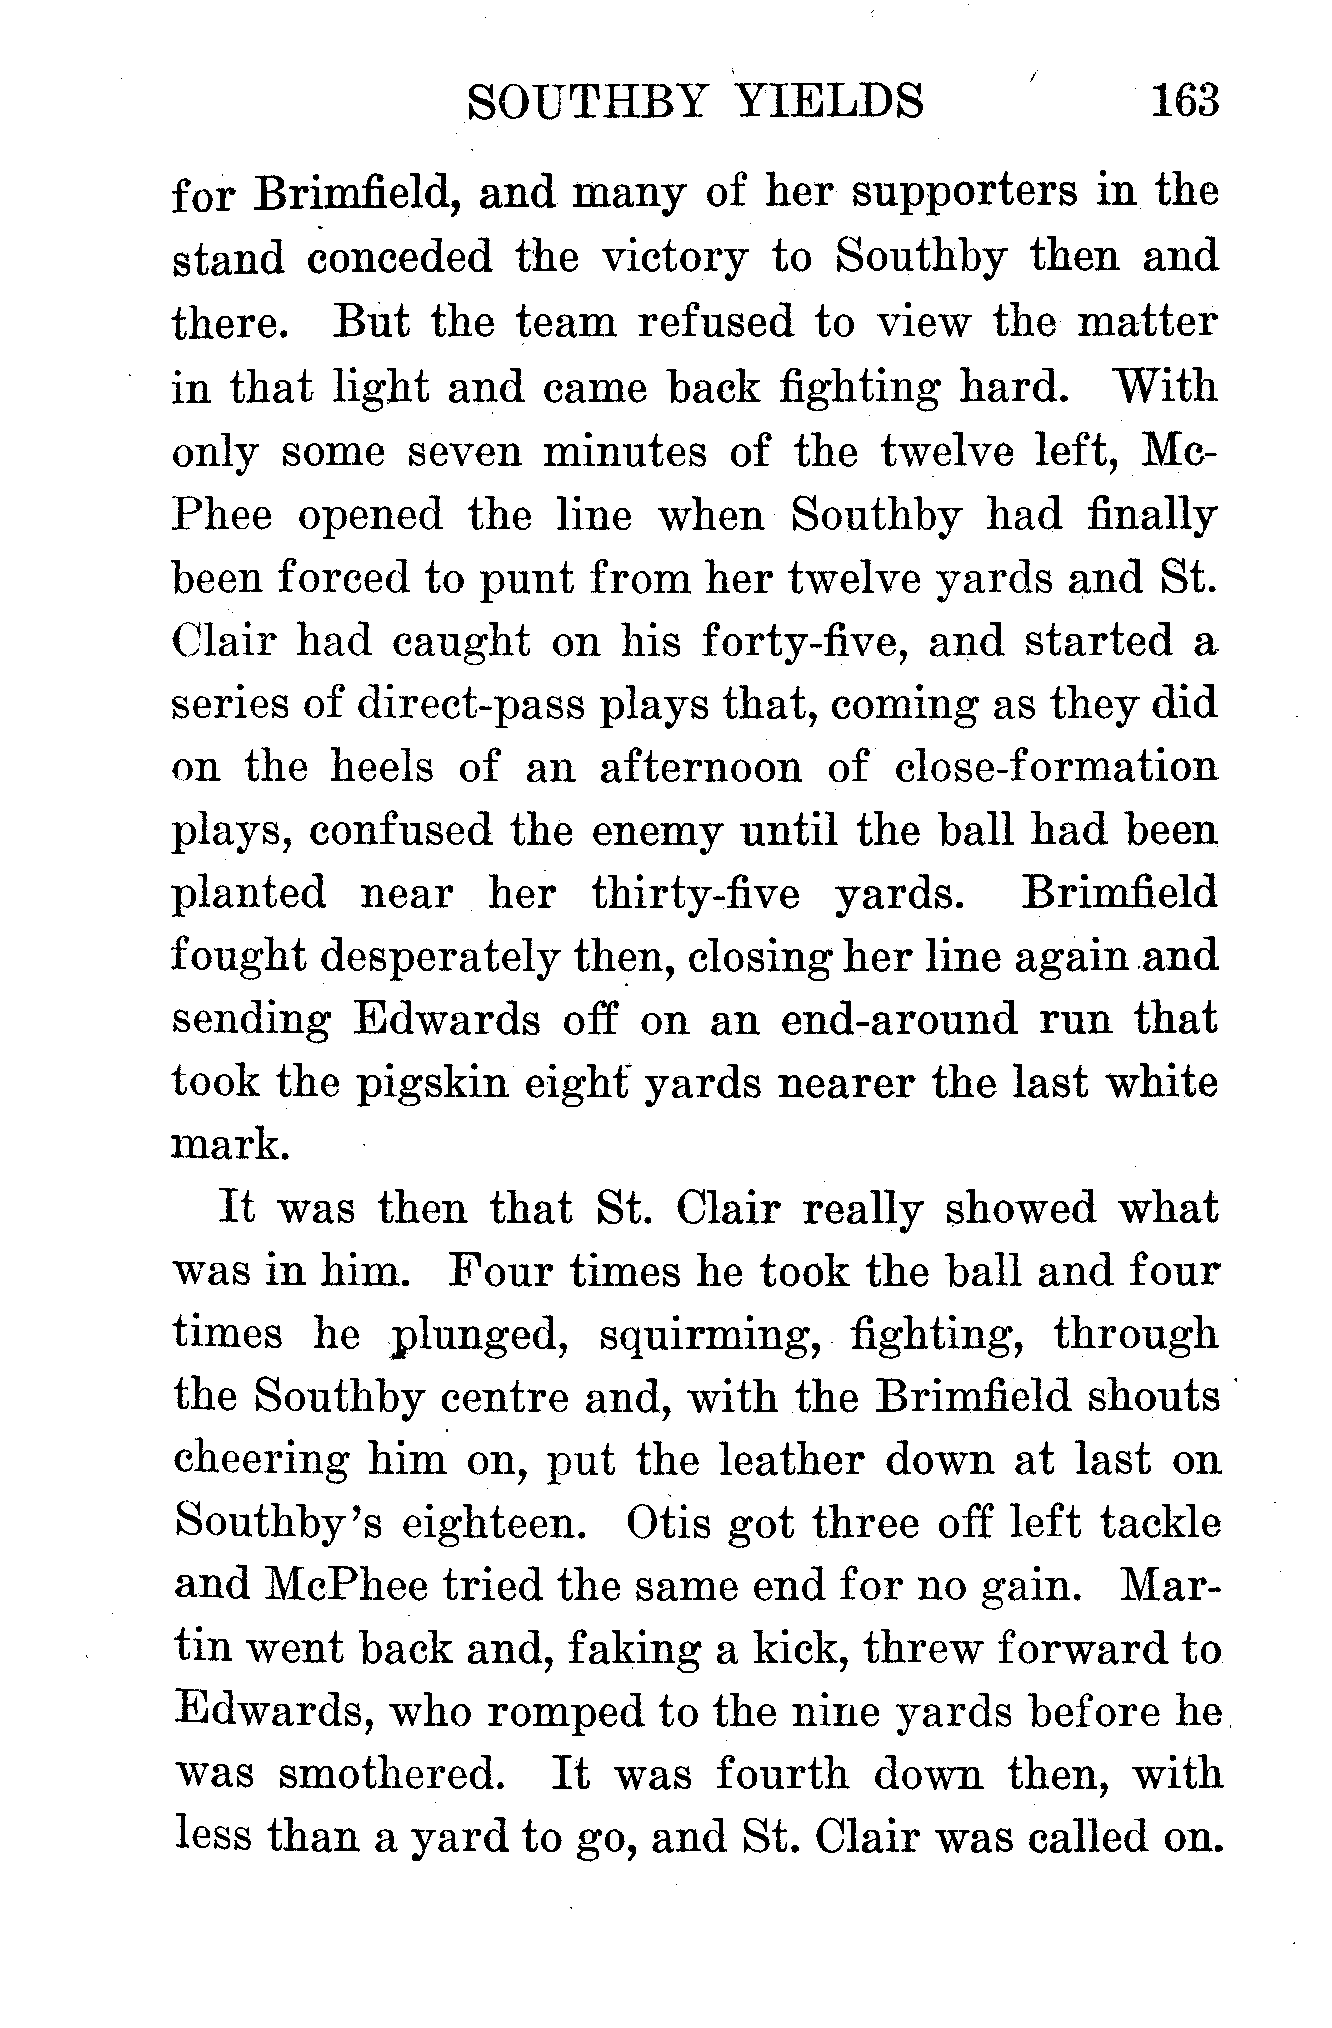 SOUTHBY YIELDS 163
for Brimfield, and many of her supporters in the
stand conceded the victory to Southby then and
there. But the team refused to view the matter
in that light and came back fighting hard. With
only some seven minutes of the twelve left, Mc-
Phee opened the line when Southby had finally
been forced to punt from her twelve yards and St.
Clair had caught on his forty-five, and started a
series of direct-pass plays that, coming as they did
on the heels of an afternoon of close-formation
plays, confused the enemy until the ball had been
planted near her thirty-five yards. Brimfield
fought desperately then, closing her line again and
sending Edwards off on an end-around run that
took the pigskin eight yards nearer the last white
mark.
It was then that St. Clair really showed what
was in him. Four times he took the ball and four
times he plunged, squirming, fighting, through
the Southby centre and, with the Brimfield shouts
cheering him on, put the leather down at last on
Southby's eighteen. Otis got three off left tackle
and McPhee tried the same end for no gain. Mar-
tin went back and, faking a kick, threw forward to
Edwards, who romped to the nine yards before he
was smothered. It was fourth down then, with
less than a yard to go, and St. Clair was called on.